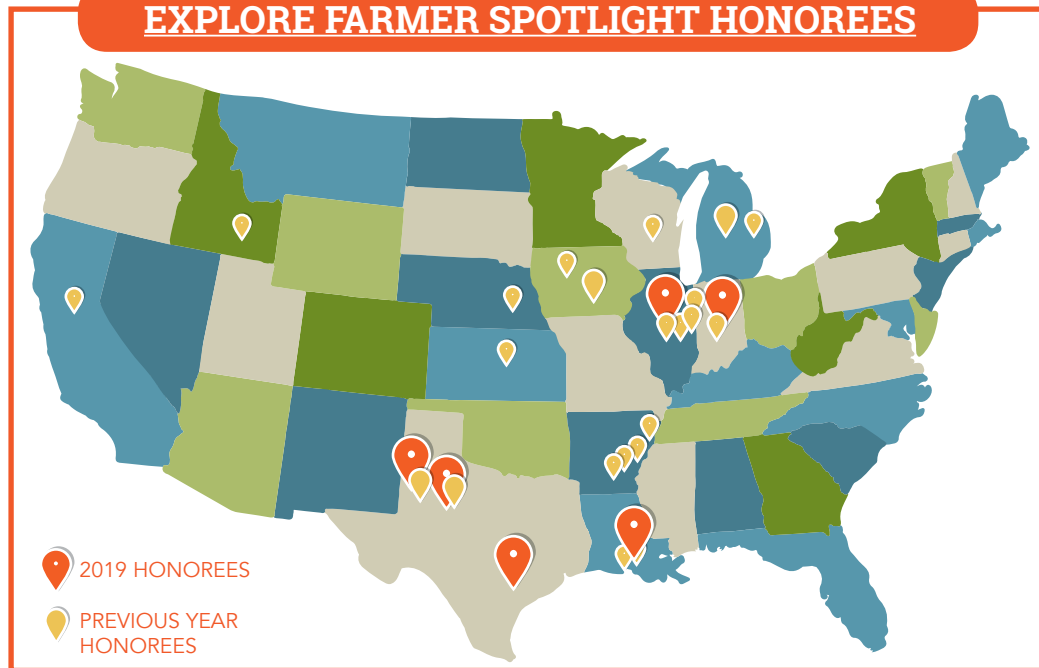 EXPLORE FARMER SPOTLIGHT HONOREES
2019 HONOREES
PREVIOUS YEAR
HONOREES